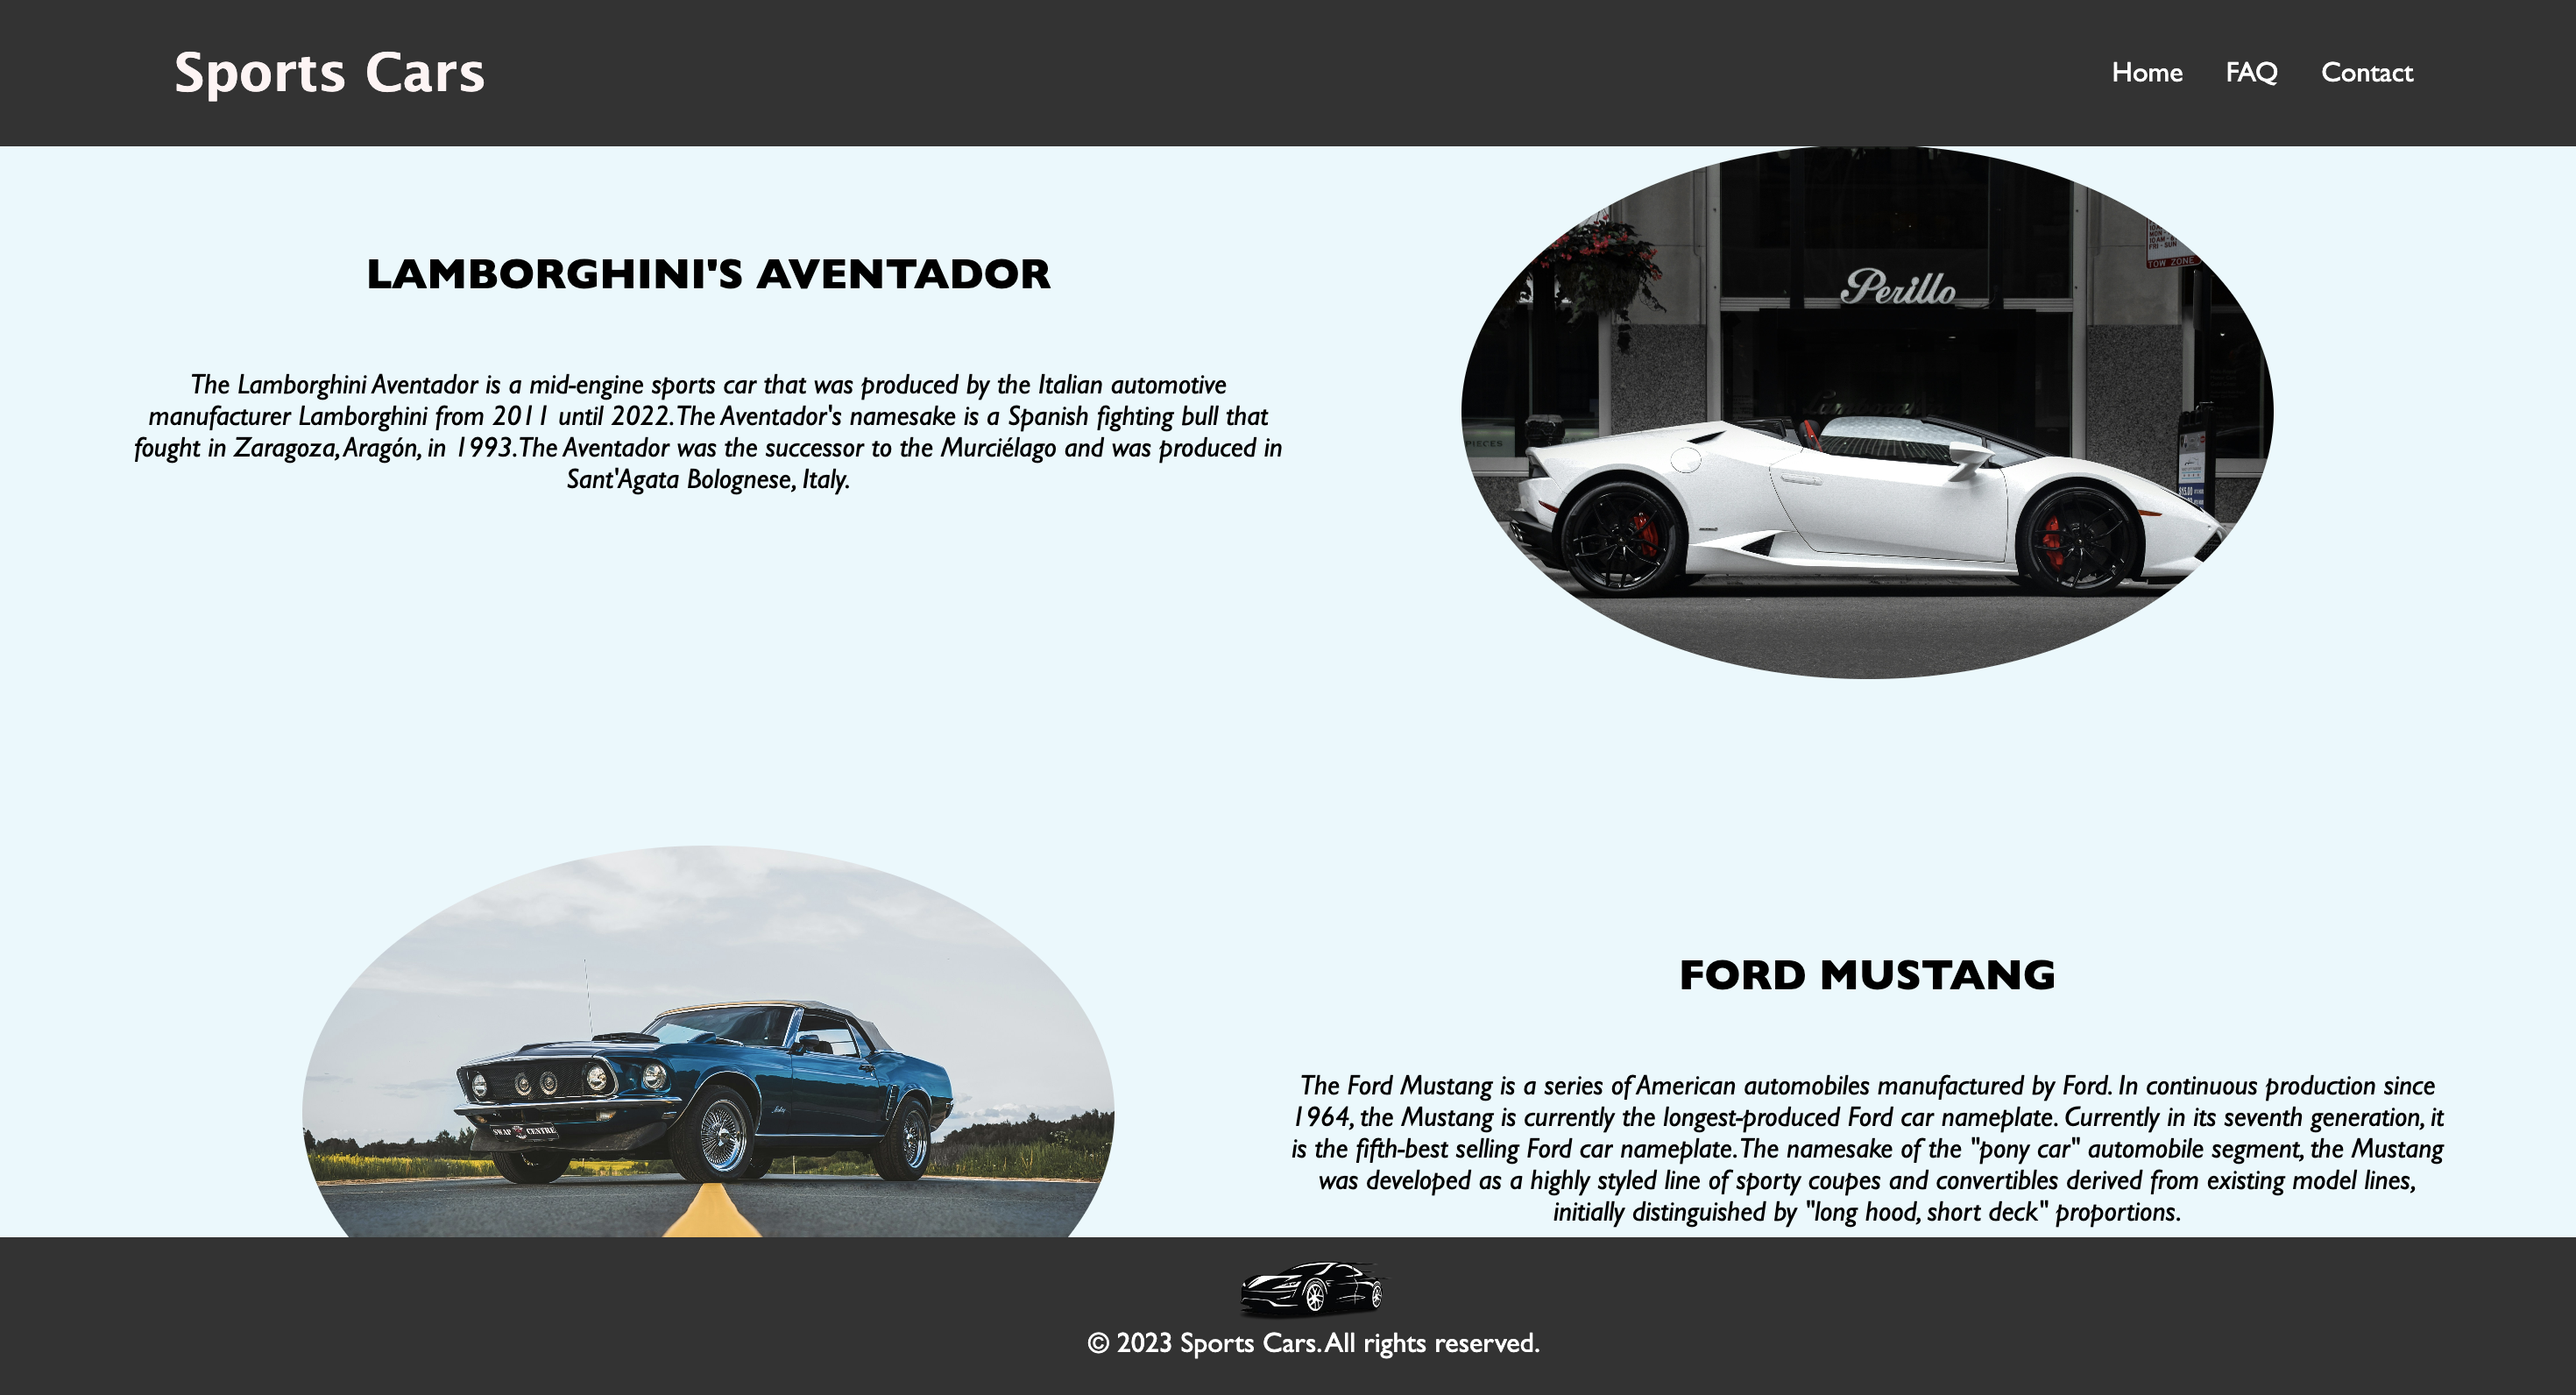 Sports Cars
Home FAQ Contact
LAMBORGHINI'S AVENTADOR
The Lamborghini Aventador is a mid-engine sports car that was produced by the Italian automotive
manufacturer Lamborghini from 2011 until 2022. The Aventador's namesake is a Spanish fighting bull that
fought in Zaragoza, Aragón, in 1993. The Aventador was the successor to the Murciélago and was produced in
Sant'Agata Bolognese, Italy.
Perillo
TOW ZONE
PIECES
SWAP CENTRE
FORD MUSTANG
The Ford Mustang is a series of American automobiles manufactured by Ford. In continuous production since
1964, the Mustang is currently the longest-produced Ford car nameplate. Currently in its seventh generation, it
is the fifth-best selling Ford car nameplate. The namesake of the "pony car" automobile segment, the Mustang
was developed as a highly styled line of sporty coupes and convertibles derived from existing model lines,
initially distinguished by "long hood, short deck" proportions.
© 2023 Sports Cars. All rights reserved.